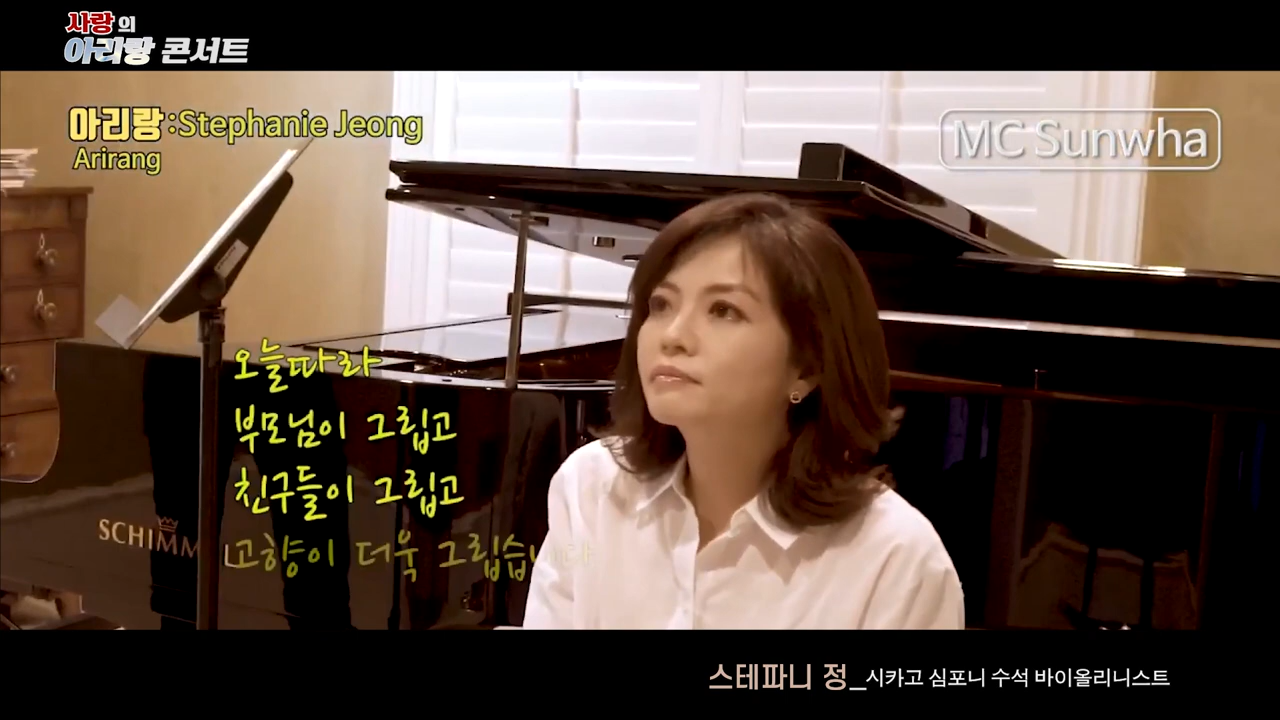 사랑의
아리랑 콘서트
아리랑:Stephanie Jeong
Arirang
MC Sunwha
오늘따라
부모님이 그립고
친구들이 그립고
고향이 더욱 그립습니다
SCHIMM
스테파니 정_시카고 심포니 수석 바이올리니스트